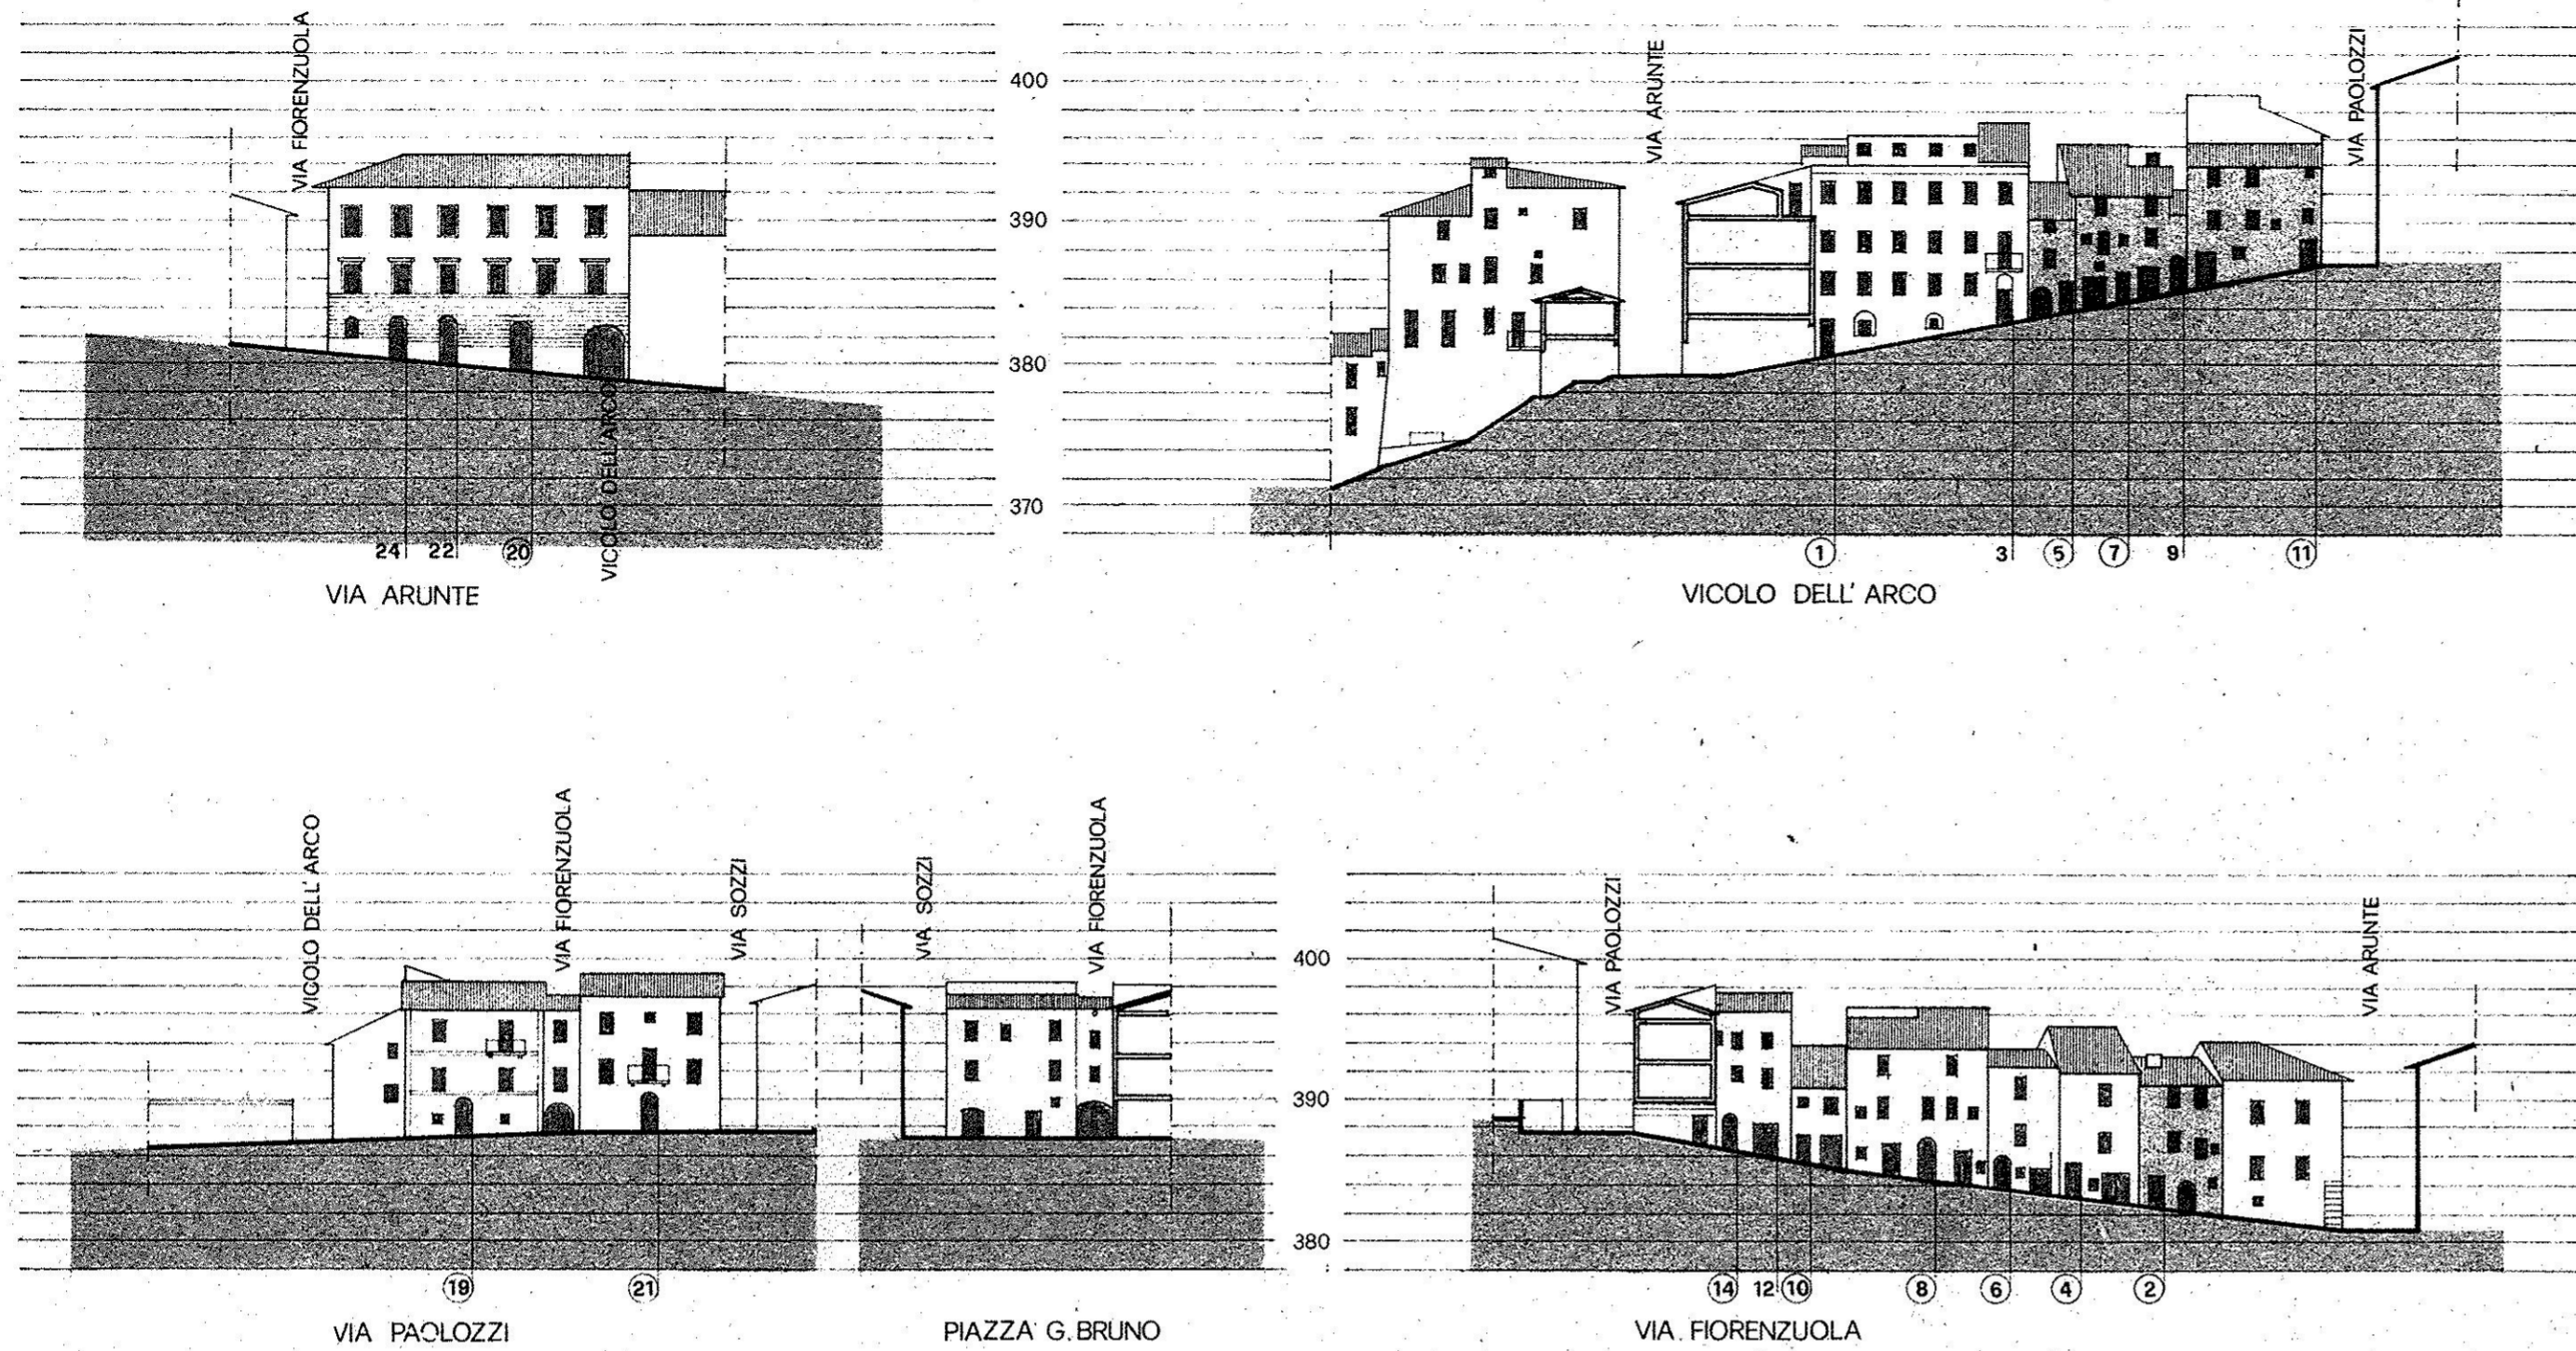 VIA FIORENZUOLA
VIA ARUNTE
VIA PAOLOZZI
400
390
380
370
VICOLO DELL'ARCO
24 22 20
1 3 5 7 9 11
VIA ARUNTE
VICOLO DELL' ARCO
VICOLO DELL' ARCO
VIA FIORENZUOLA
VIA SOZZI
VIA SOZZI
VIA FIORENZUOLA
VIA PAOLOZZI
VIA ARUNTE
400
390
380
19 21
14 12 10 8 6 4 2
VIA PAOLOZZI
PIAZZA G. BRUNO
VIA FIORENZUOLA